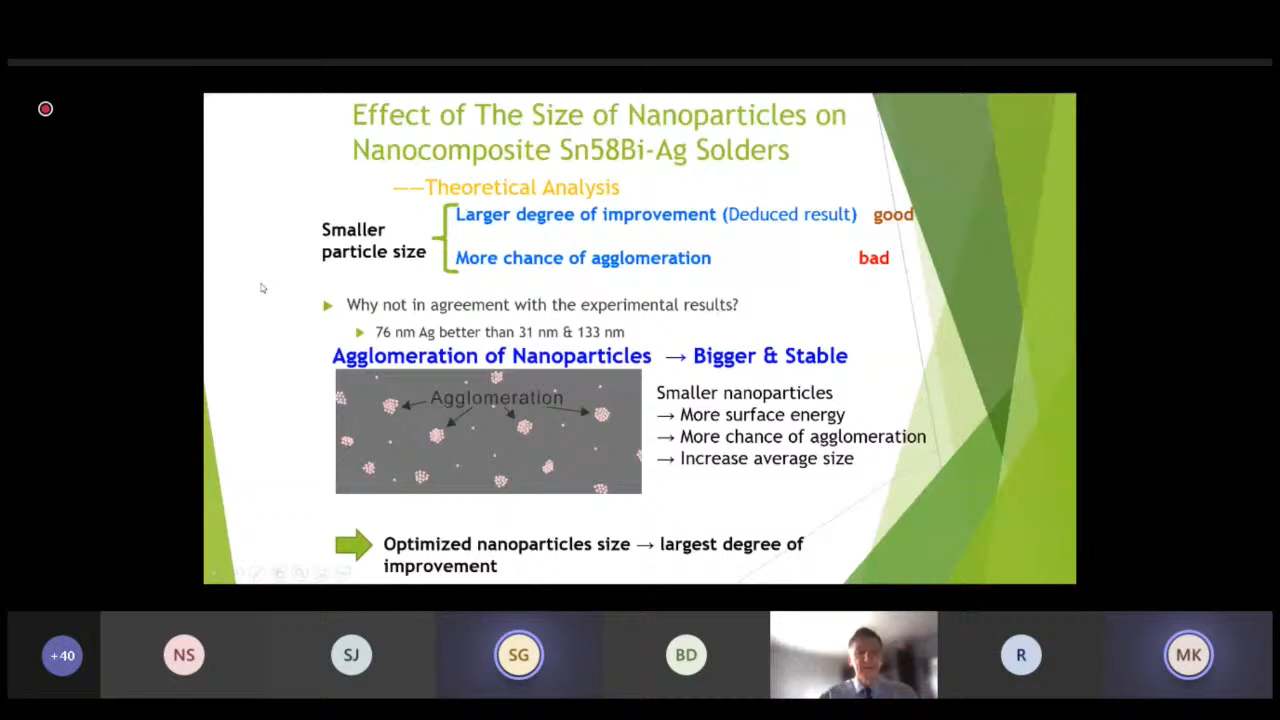 Effect of The Size of Nanoparticles on
Nanocomposite Sn58Bi-Ag Solders
——Theoretical Analysis
Smaller
particle size
Larger degree of improvement (Deduced result) good
More chance of agglomeration bad
Why not in agreement with the experimental results?
76 nm Ag better than 31 nm & 133 nm
Agglomeration of Nanoparticles → Bigger & Stable
Agglomeration
Smaller nanoparticles
→ More surface energy
→ More chance of agglomeration
→ Increase average size
Optimized nanoparticles size → largest degree of
improvement
+40 NS SJ SG BD R MK